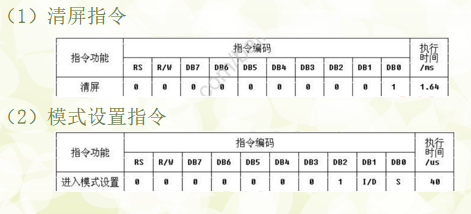 （1）清屏指令
指令功能 指令编码 执行时间/ms
RS R/W DB7 DB6 DB5 DB4 DB3 DB2 DB1 DB0
清屏 0 0 0 0 0 0 0 0 0 1 1.64
（2）模式设置指令
指令功能 指令编码 执行时间/us
RS R/W DB7 DB6 DB5 DB4 DB3 DB2 DB1 DB0
进入模式设置 0 0 0 0 0 0 0 1 I/D S 40